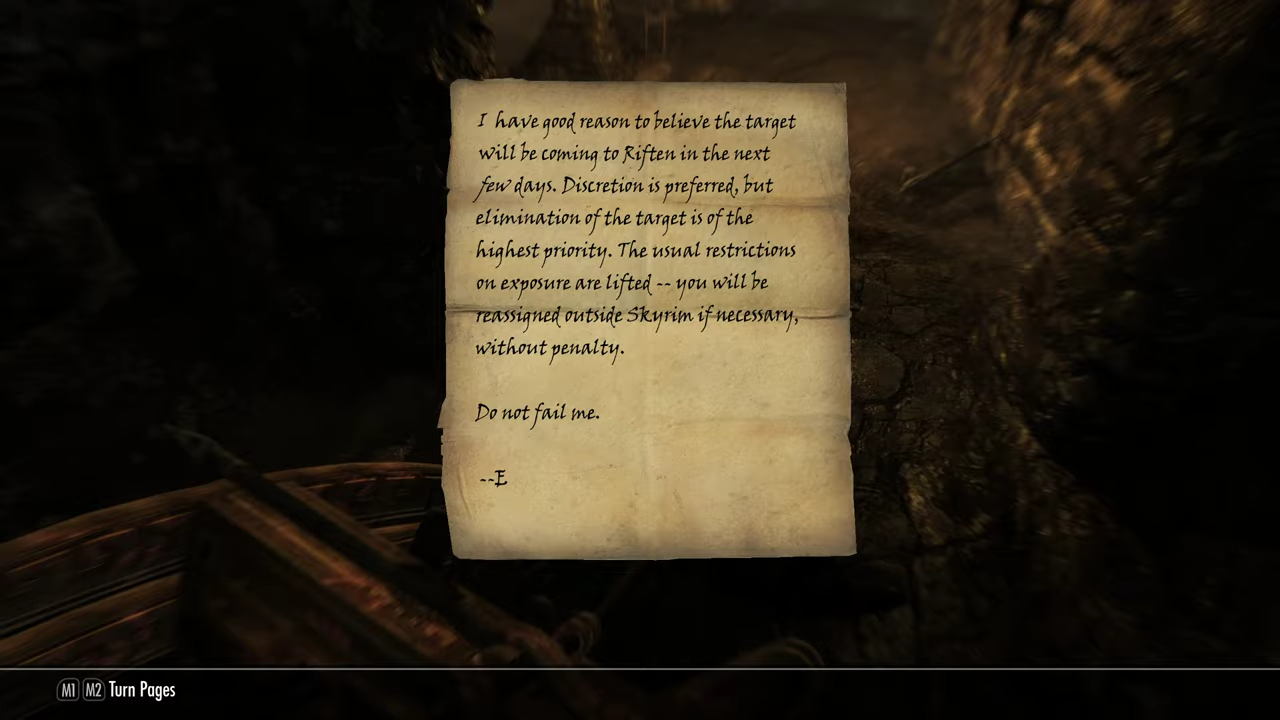 I have good reason to believe the target
will be coming to Riften in the next
few days. Discretion is preferred, but
elimination of the target is of the
highest priority. The usual restrictions
on exposure are lifted -- you will be
reassigned outside Skyrim if necessary,
without penalty.
Do not fail me.
--E
M1 M2 Turn Pages